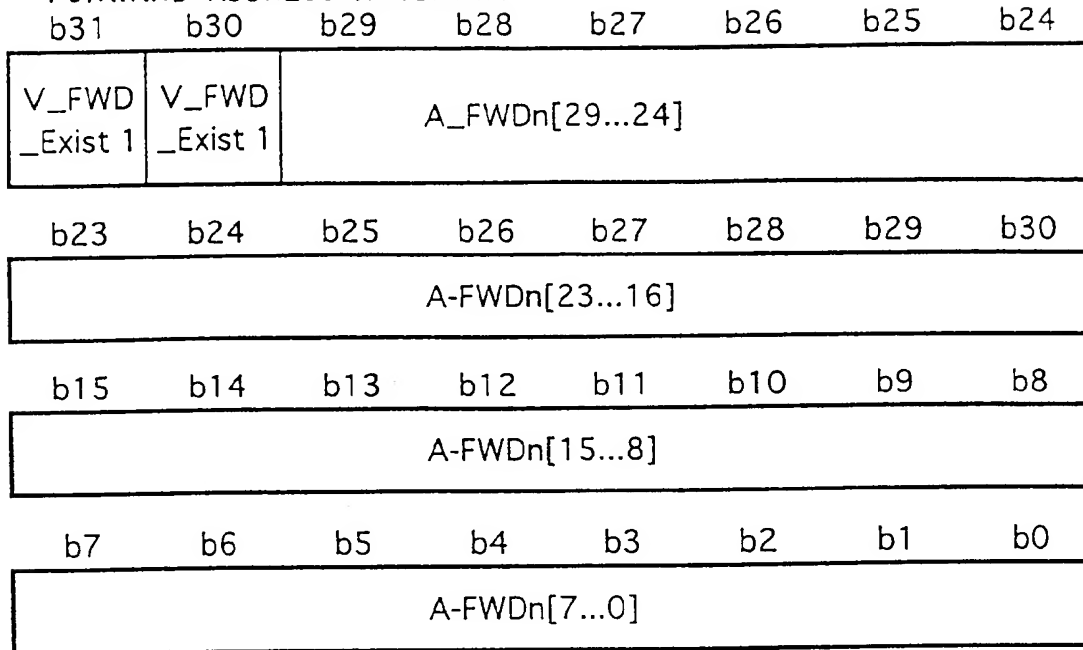 b31 b30 b29 b28 b27 b26 b25 b24
V_FWD V_FWD
_Exist 1 _Exist 1
A_FWDn[29...24]
b23 b24 b25 b26 b27 b28 b29 b30
A-FWDn[23...16]
b15 b14 b13 b12 b11 b10 b9 b8
A-FWDn[15...8]
b7 b6 b5 b4 b3 b2 b1 b0
A-FWDn[7...0]